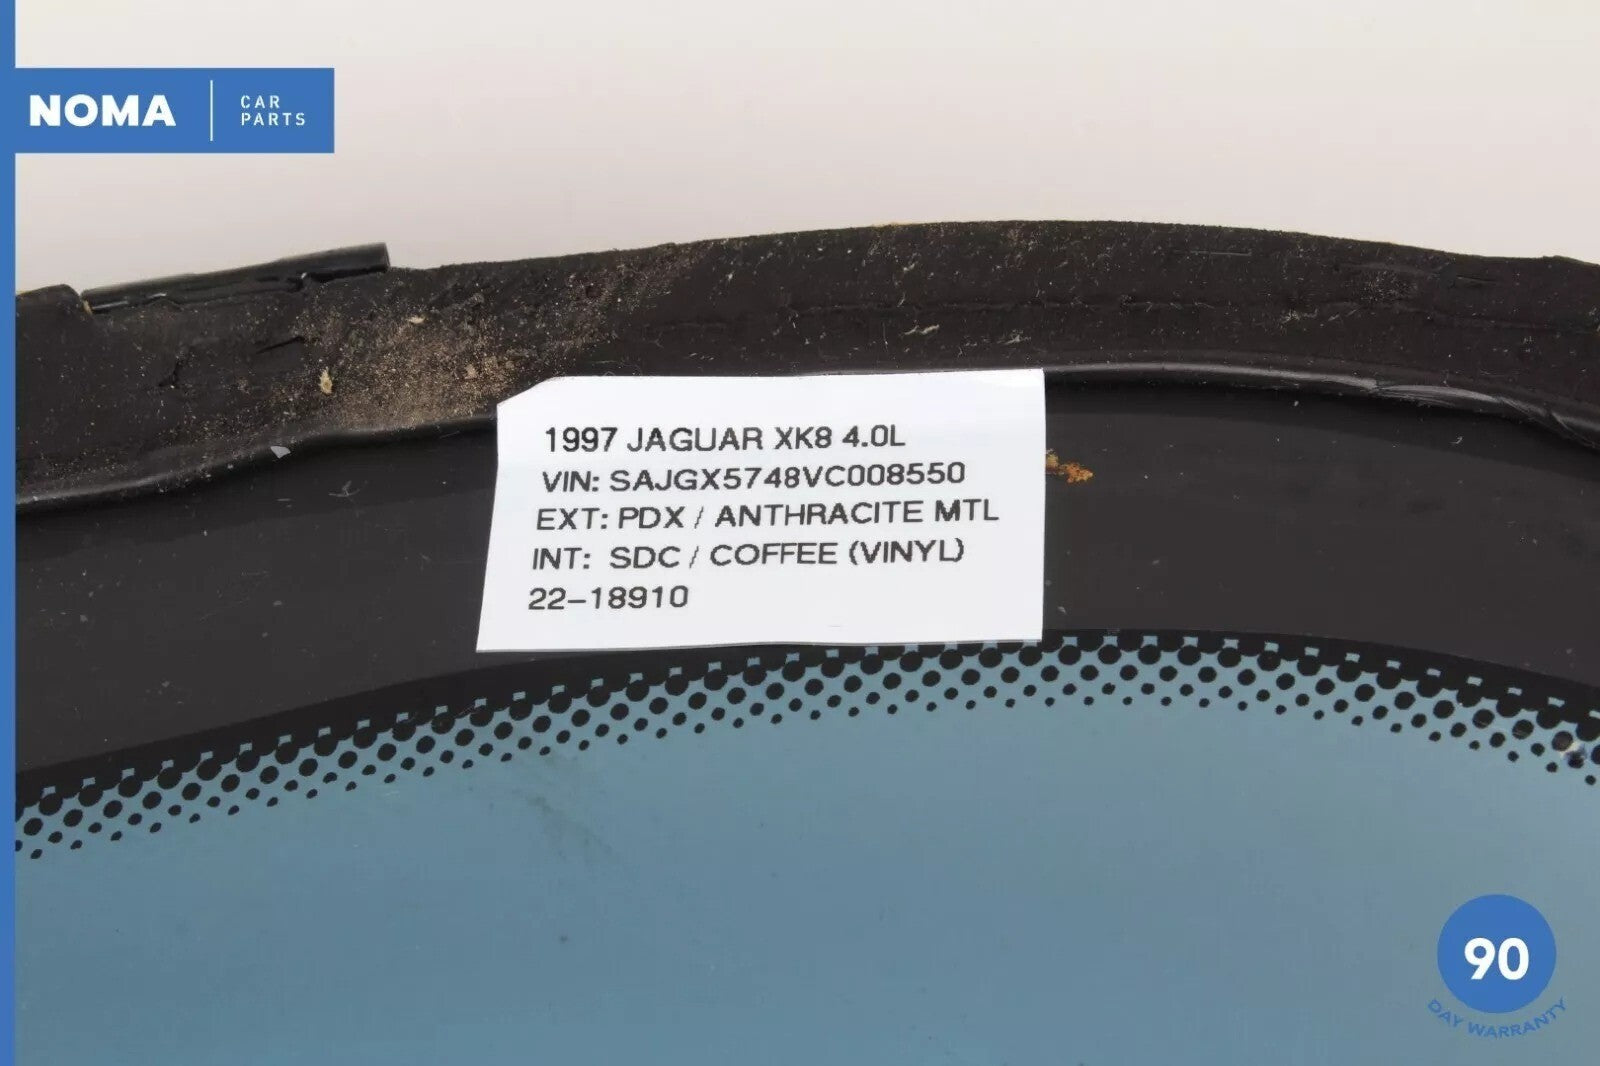 NOMA
CAR
PARTS
1997 JAGUAR XK8 4.0L
VIN: SAJGX5748VC008550
EXT: PDX / ANTHRACITE MTL
INT: SDC / COFFEE (VINYL)
22-18910
90
DAY WARRANTY